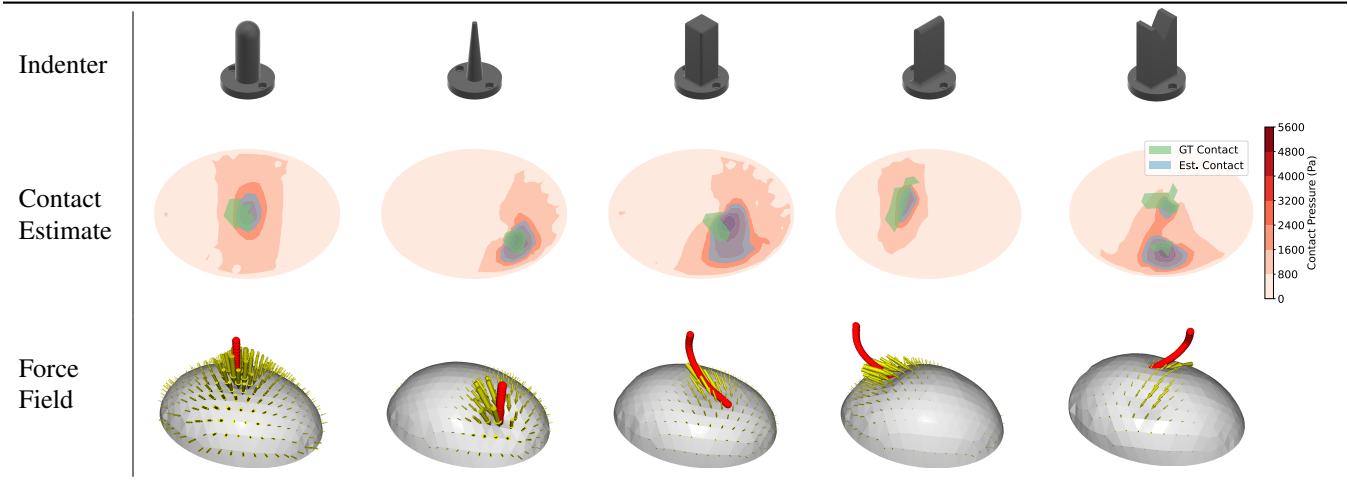 Indenter
Contact
Estimate
GT Contact
Est. Contact
5600
4800
4000
3200
2400
1600
800
0
Contact Pressure (Pa)
Force
Field